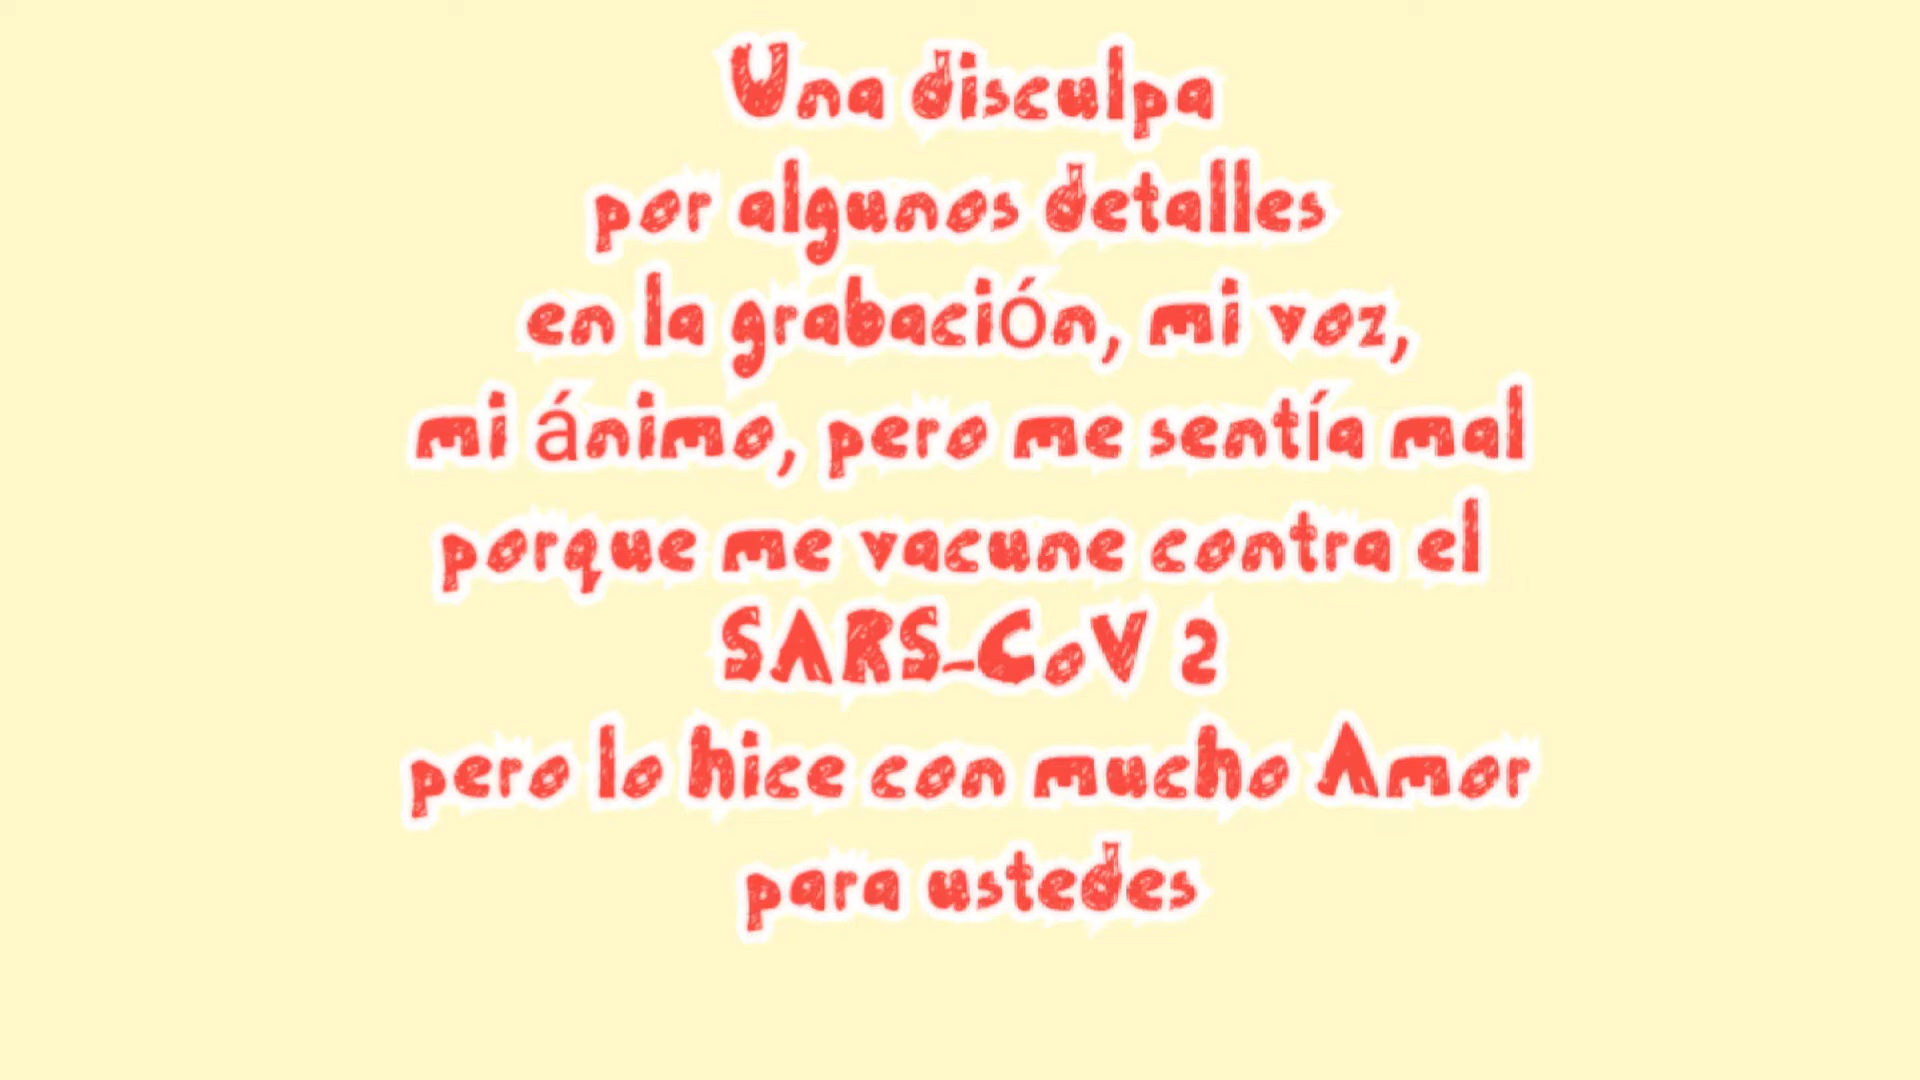 Una disculpa
por algunos detalles
en la grabación, mi voz,
mi ánimo, pero me sentía mal
porque me vacune contra el
SARS-CoV 2
pero lo hice con mucho Amor
para ustedes